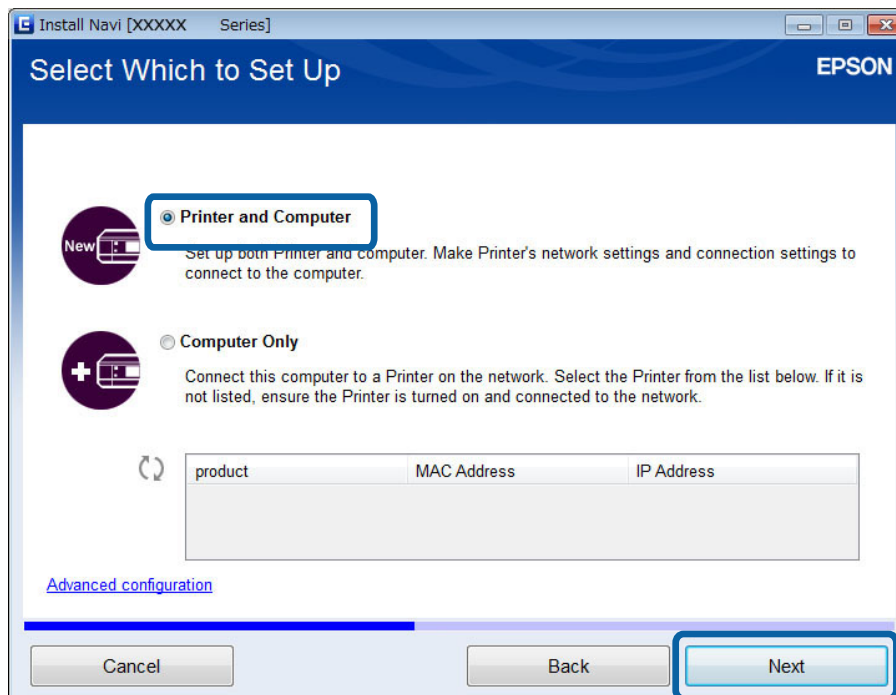 Install Navi [XXXXX Series]
Select Which to Set Up
EPSON
Printer and Computer
New
Set up both Printer and computer. Make Printer's network settings and connection settings to
connect to the computer.
Computer Only
Connect this computer to a Printer on the network. Select the Printer from the list below. If it is
not listed, ensure the Printer is turned on and connected to the network.
product MAC Address IP Address
Advanced configuration
Cancel Back Next